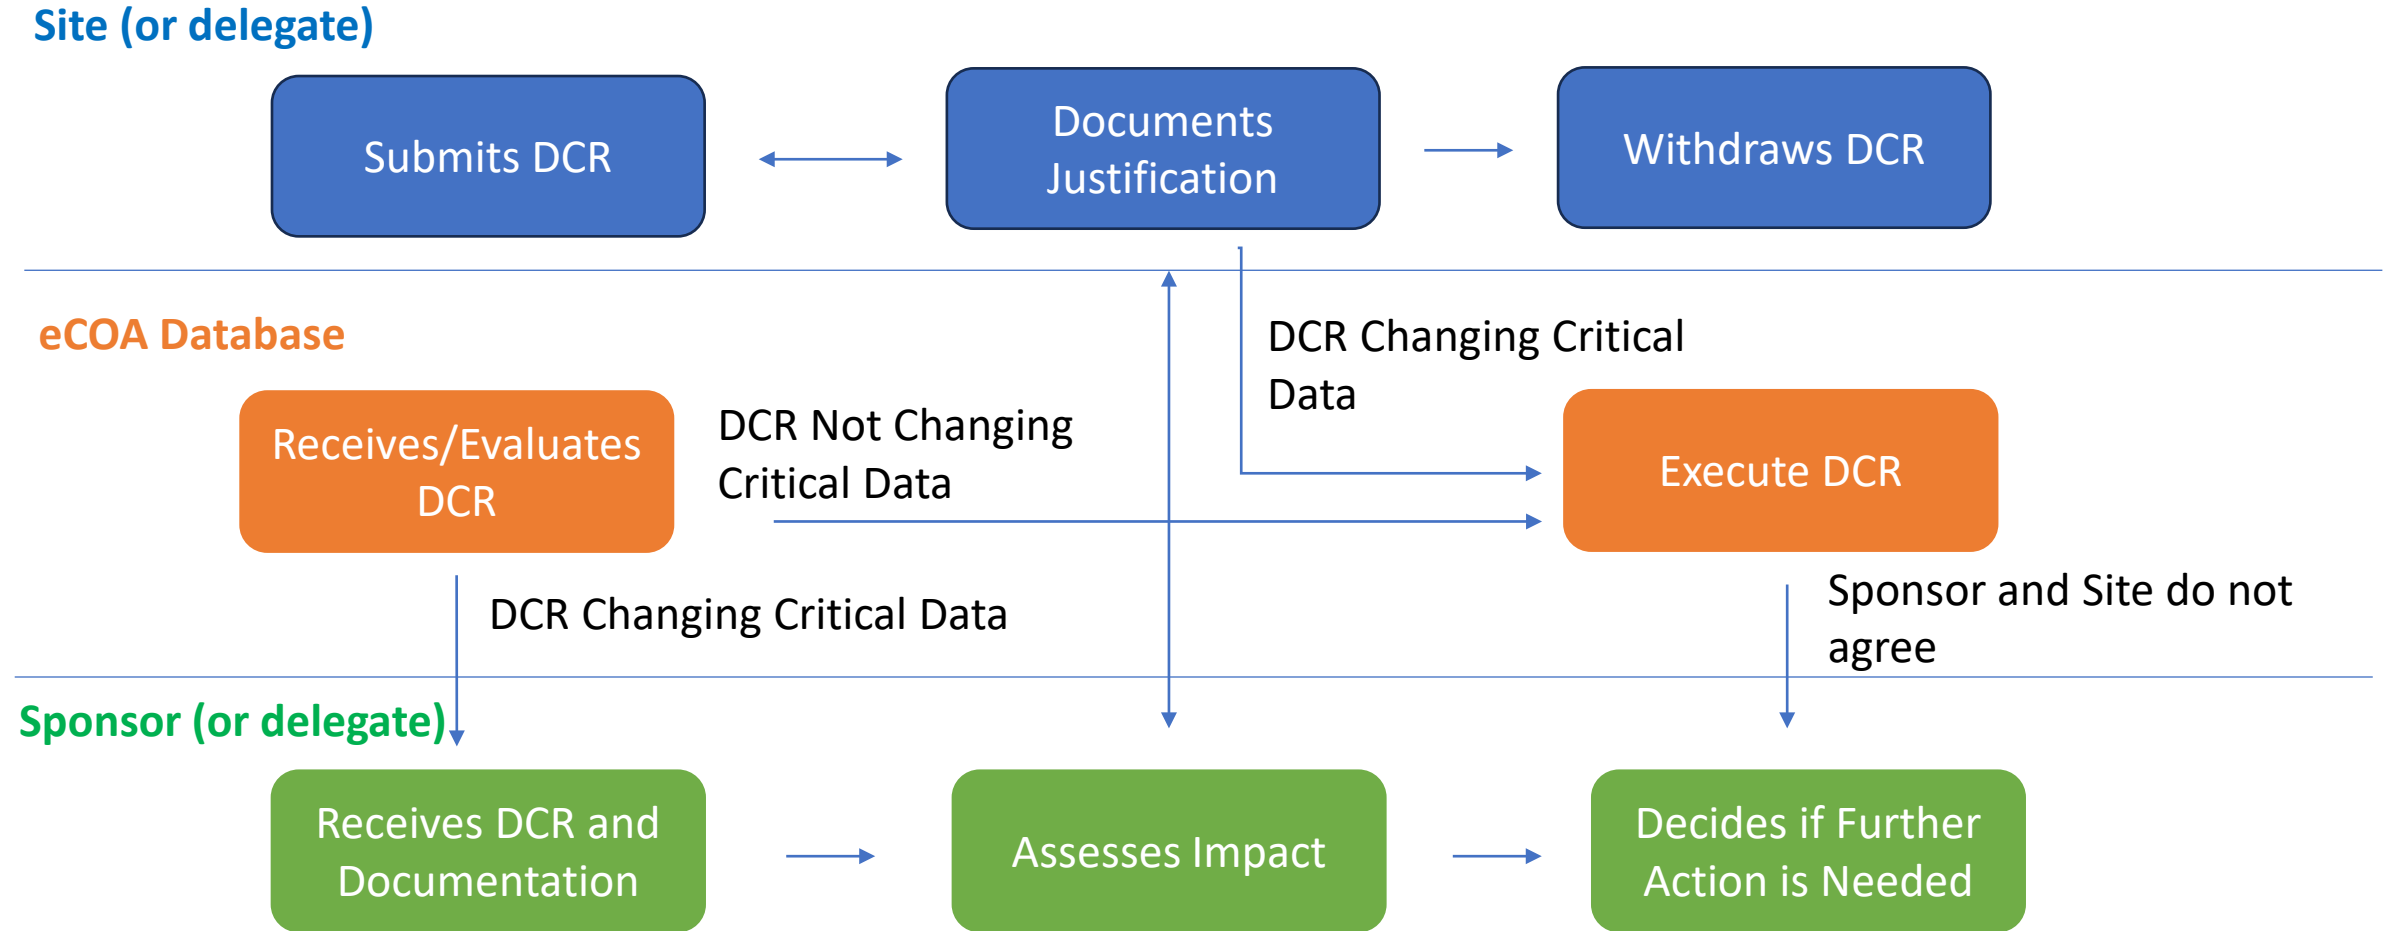 Site (or delegate)
Submits DCR
Documents
Justification
Withdraws DCR
eCOA Database
DCR Changing Critical
Data
Receives/Evaluates
DCR
DCR Not Changing
Critical Data
Execute DCR
DCR Changing Critical Data
Sponsor and Site do not
agree
Sponsor (or delegate)
Receives DCR and
Documentation
Assesses Impact
Decides if Further
Action is Needed